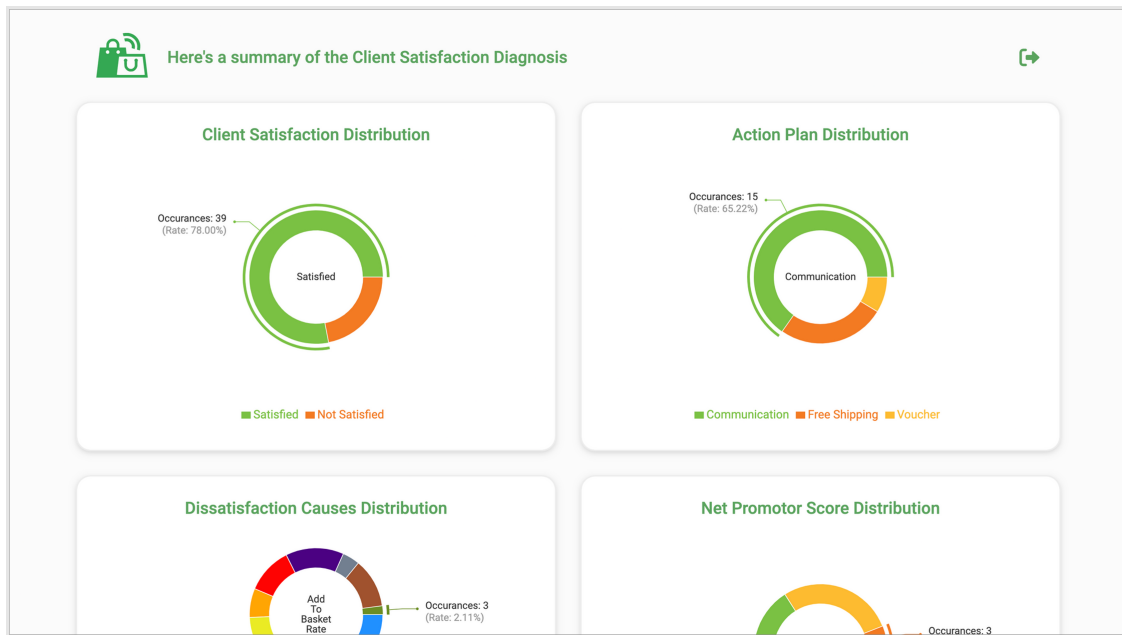 Here's a summary of the Client Satisfaction Diagnosis
Client Satisfaction Distribution
Occurances: 39
(Rate: 78.00%)
Satisfied
Satisfied
Not Satisfied
Action Plan Distribution
Occurances: 15
(Rate: 65.22%)
Communication
Communication
Free Shipping
Voucher
Dissatisfaction Causes Distribution
Add
To
Basket
Rate
Occurances: 3
(Rate: 2.11%)
Net Promotor Score Distribution
Occurances: 3